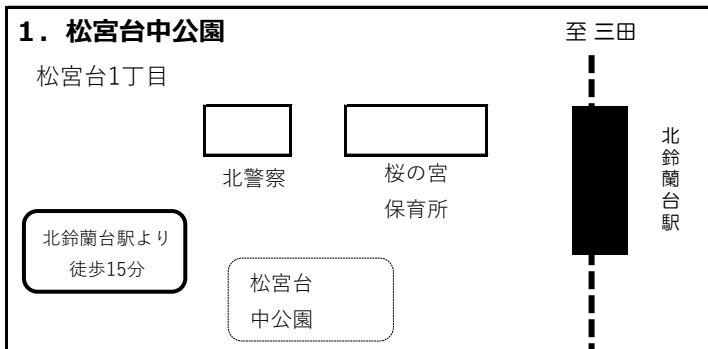 1．松宮台中公園
至 三田
松宮台1丁目
北警察
桜の宮
保育所
北鈴蘭台駅
北鈴蘭台駅より
徒歩15分
松宮台
中公園